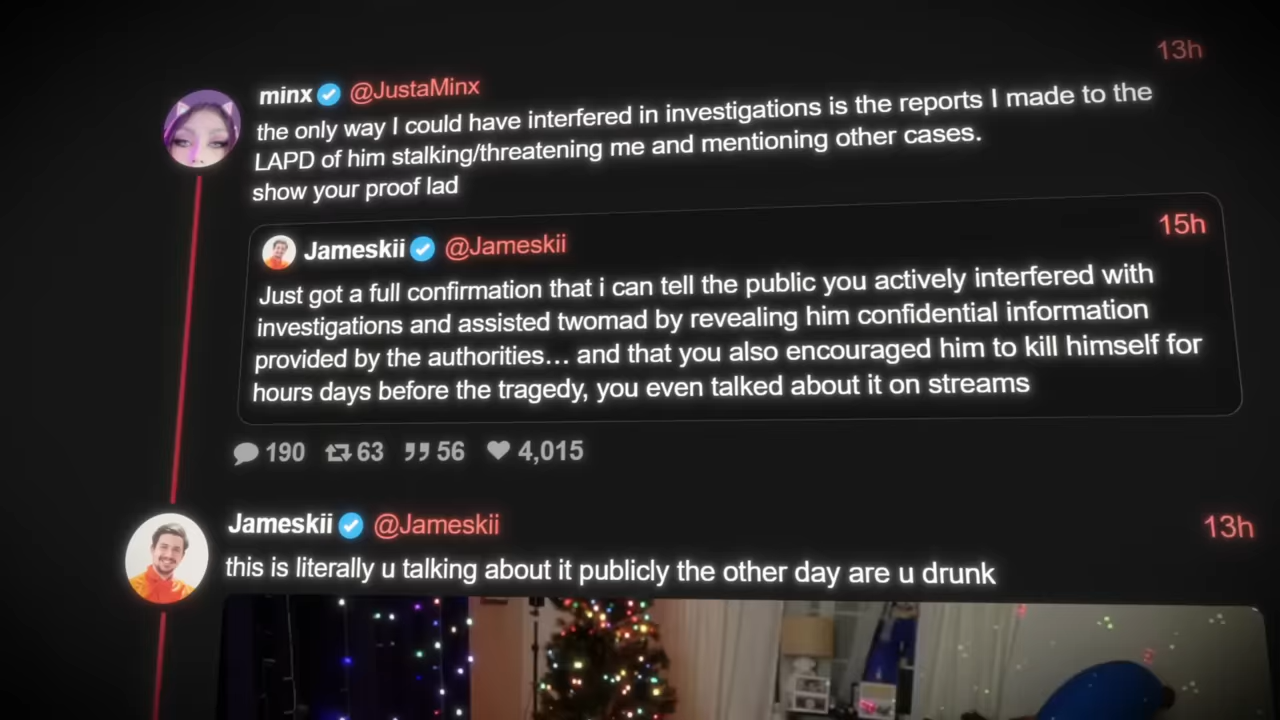 13h
minx @JustaMinx
the only way I could have interfered in investigations is the reports I made to the
LAPD of him stalking/threatening me and mentioning other cases.
show your proof lad
Jameskii @Jameskii 15h
Just got a full confirmation that i can tell the public you actively interfered with
investigations and assisted twomad by revealing him confidential information
provided by the authorities… and that you also encouraged him to kill himself for
hours days before the tragedy, you even talked about it on streams
190 63 56 4,015
Jameskii @Jameskii 13h
this is literally u talking about it publicly the other day are u drunk